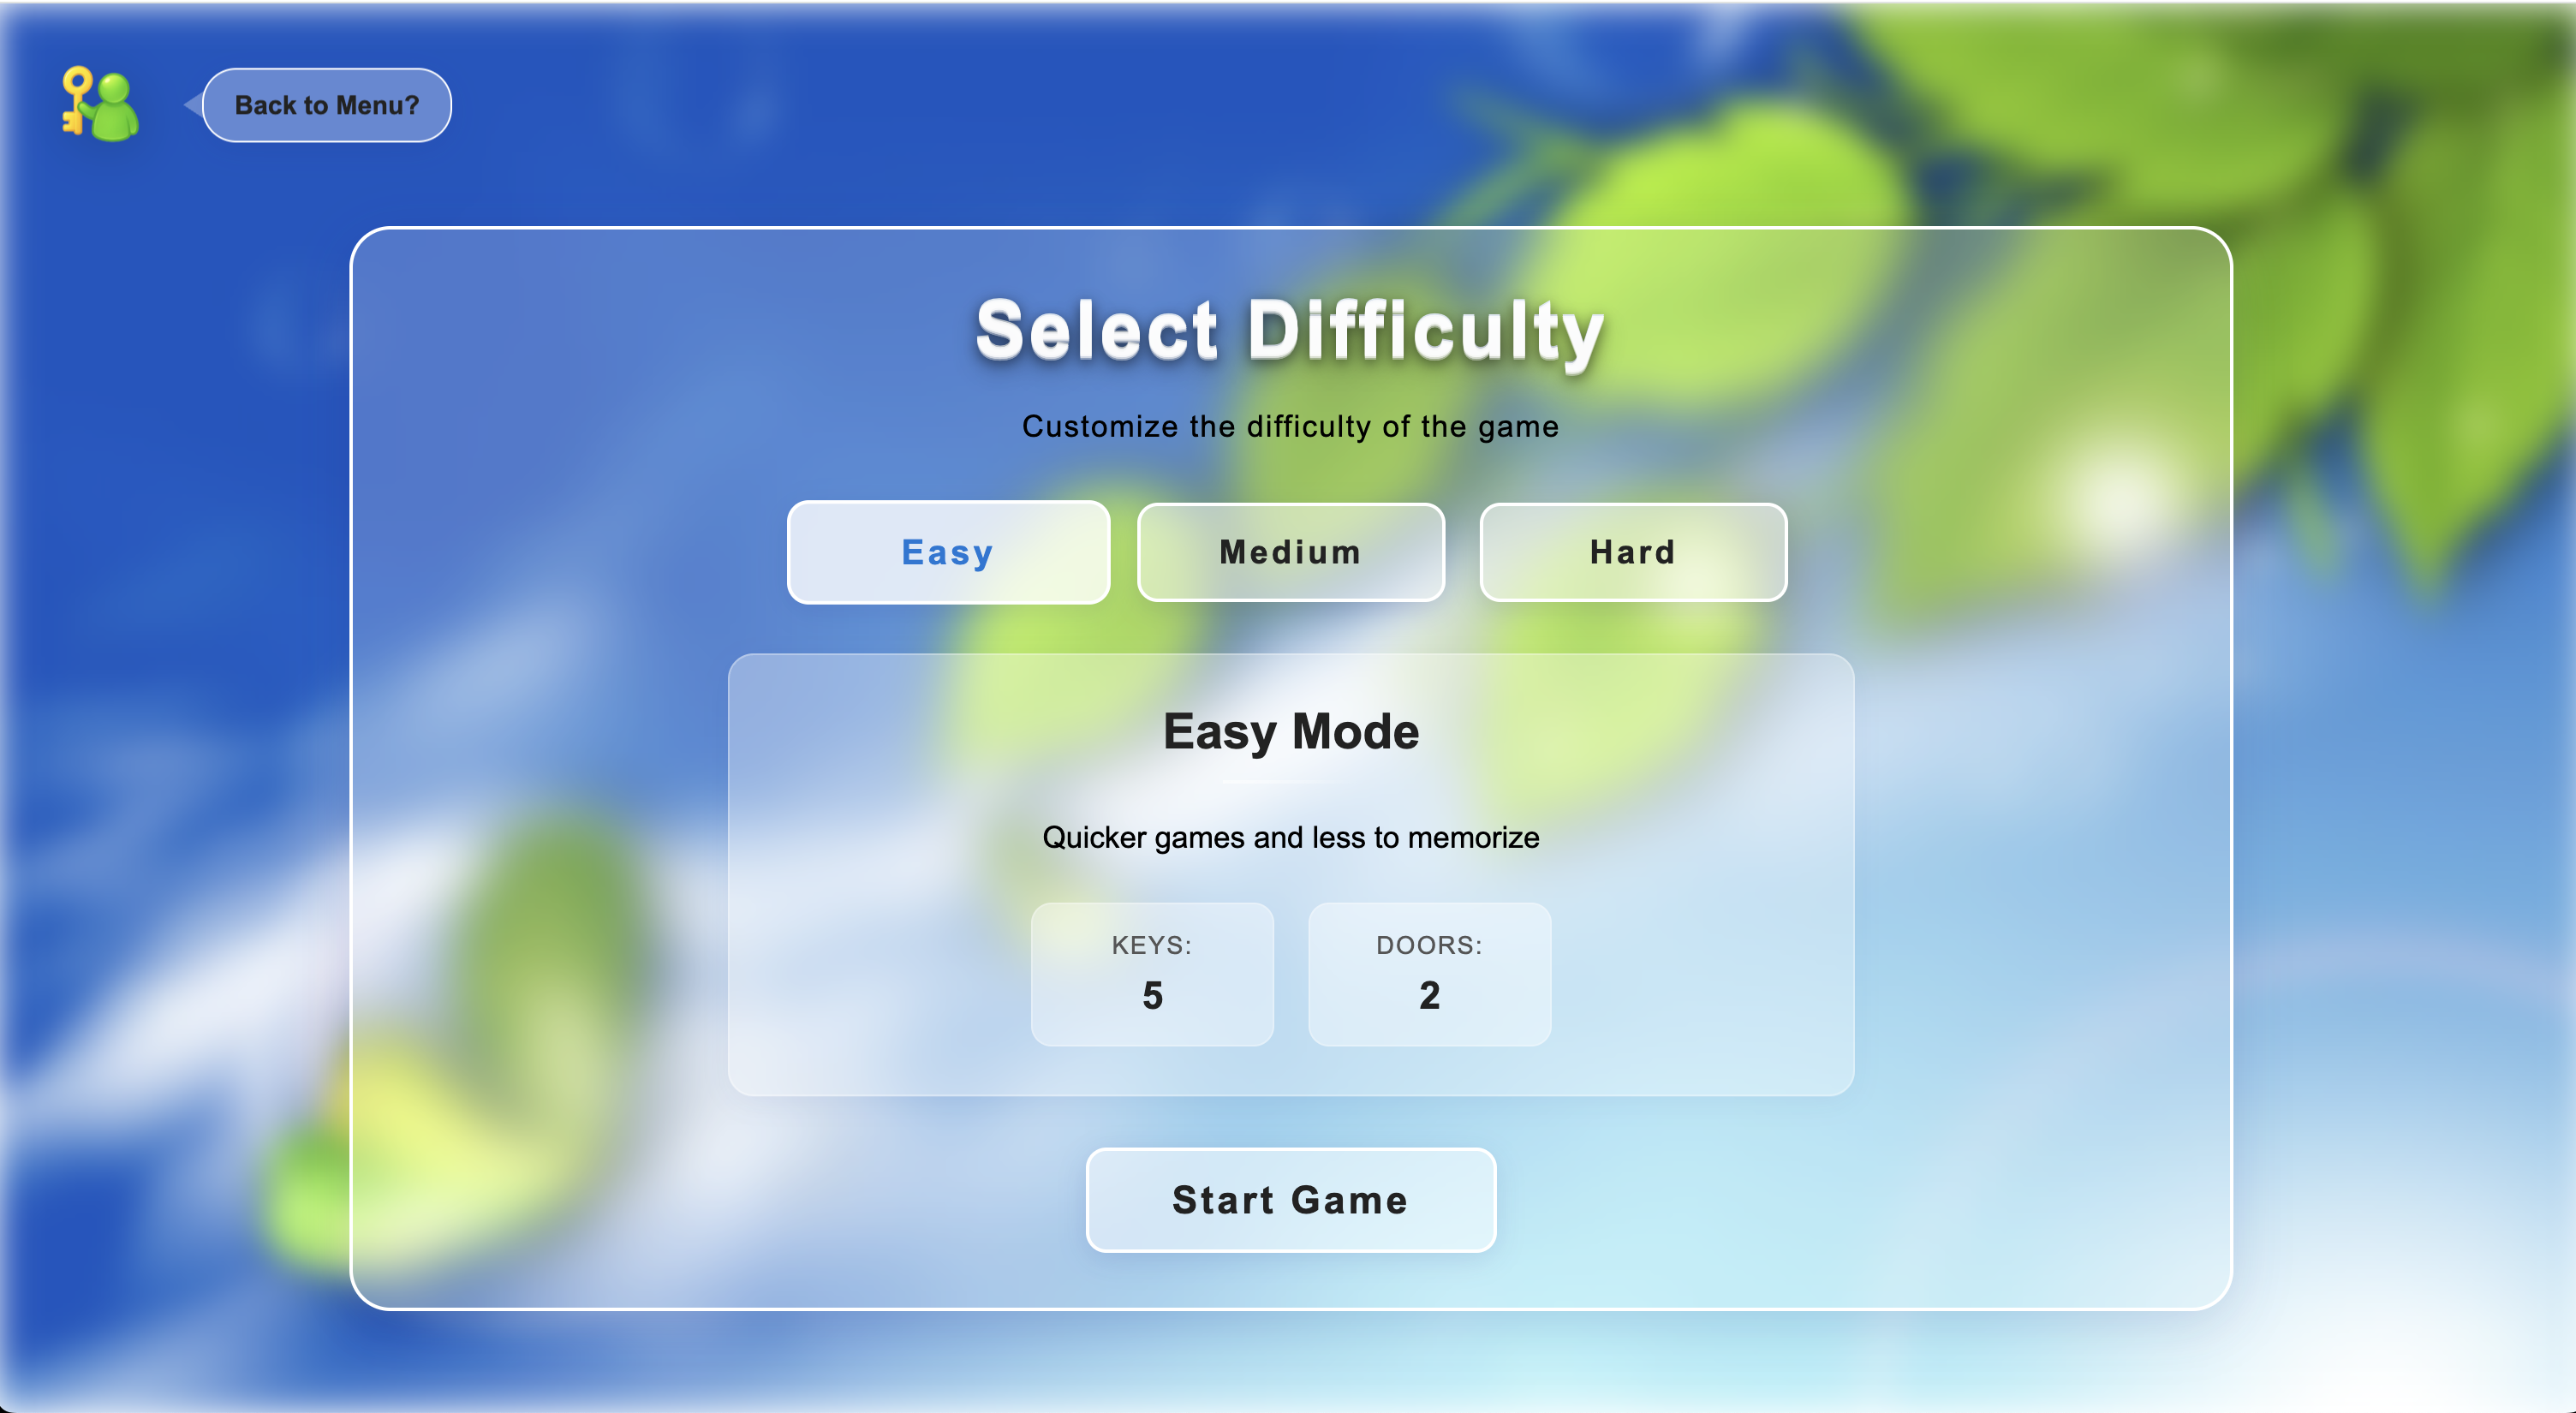 Back to Menu?
Select Difficulty
Customize the difficulty of the game
Easy
Medium
Hard
Easy Mode
Quicker games and less to memorize
KEYS:
5
DOORS:
2
Start Game